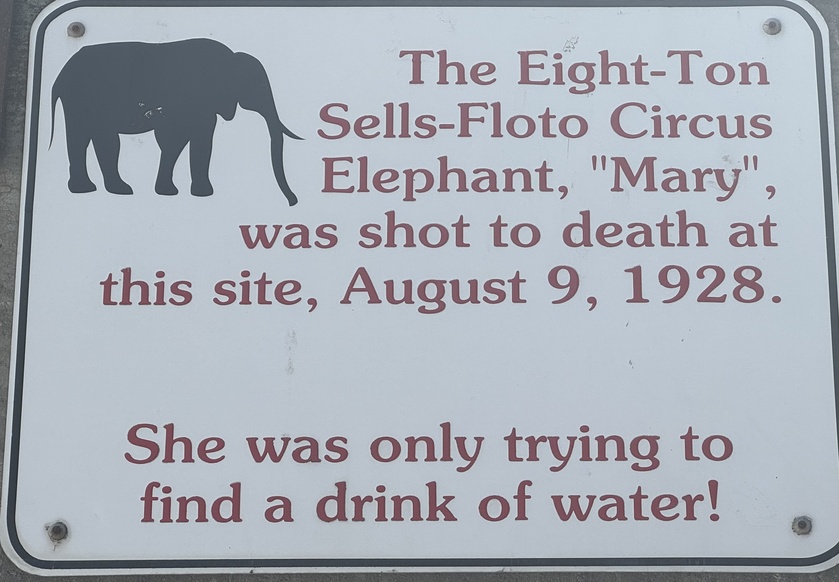 The Eight-Ton
Sells-Floto Circus
Elephant, "Mary",
was shot to death at
this site, August 9, 1928.
She was only trying to
find a drink of water!